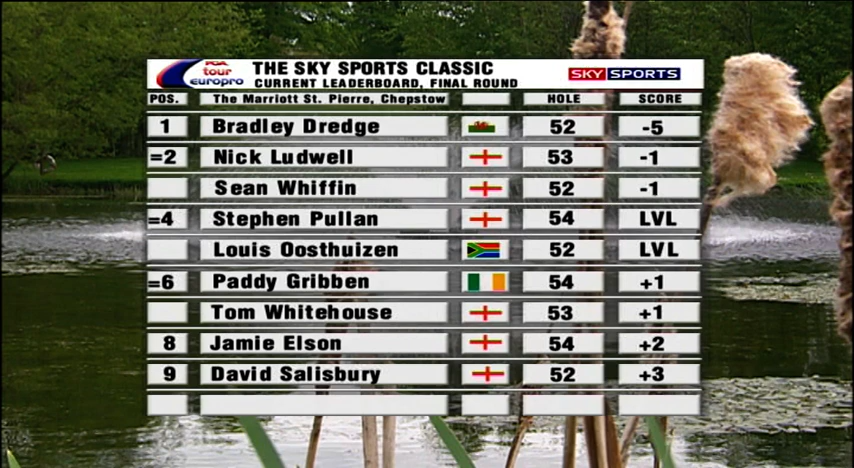 PGA tour europro
THE SKY SPORTS CLASSIC
CURRENT LEADERBOARD, FINAL ROUND
SKY SPORTS
POS. The Marriott St. Pierre, Chepstow HOLE SCORE
1 Bradley Dredge 52 -5
=2 Nick Ludwell 53 -1
Sean Whiffin 52 -1
=4 Stephen Pullan 54 LVL
Louis Oosthuizen 52 LVL
=6 Paddy Gribben 54 +1
Tom Whitehouse 53 +1
8 Jamie Elson 54 +2
9 David Salisbury 52 +3